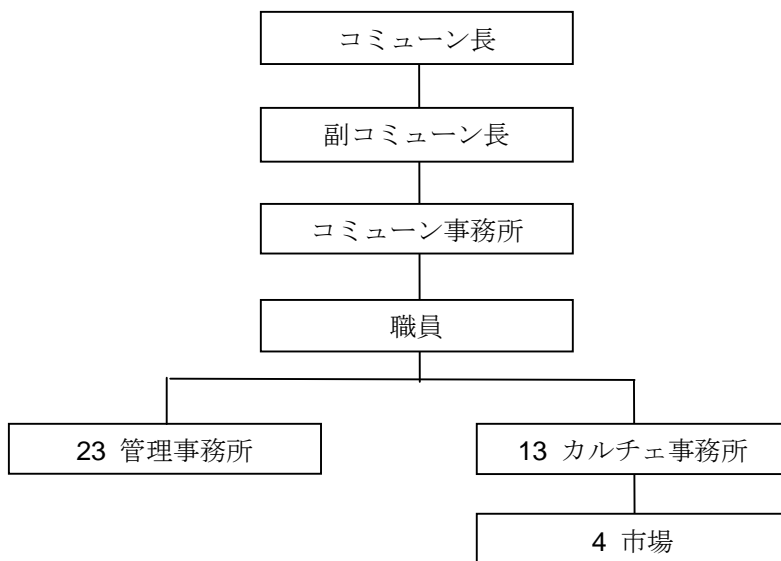 コミューン長
副コミューン長
コミューン事務所
職員
23 管理事務所
13 カルチェ事務所
4 市場